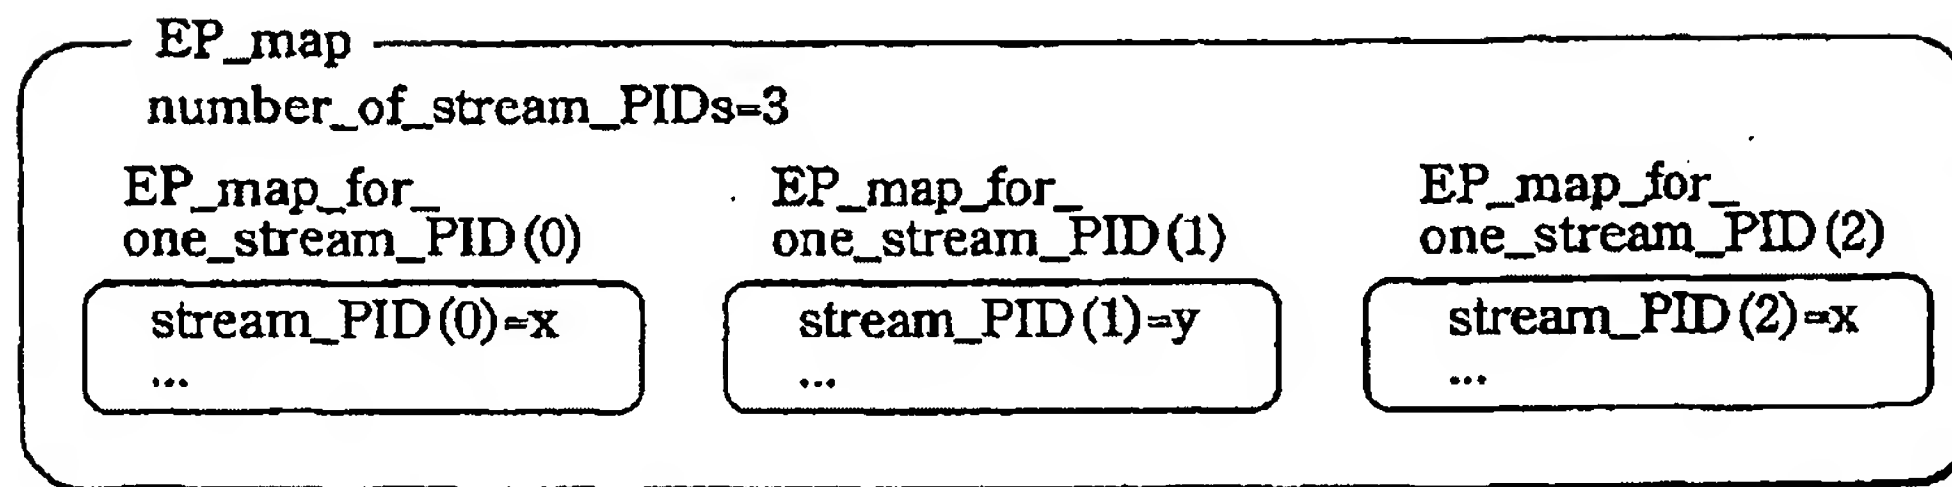 EP_map
number_of_stream_PIDs=3
EP_map_for_
one_stream_PID(0)
stream_PID(0)=x
...
EP_map_for_
one_stream_PID(1)
stream_PID(1)=y
...
EP_map_for_
one_stream_PID(2)
stream_PID(2)=x
...